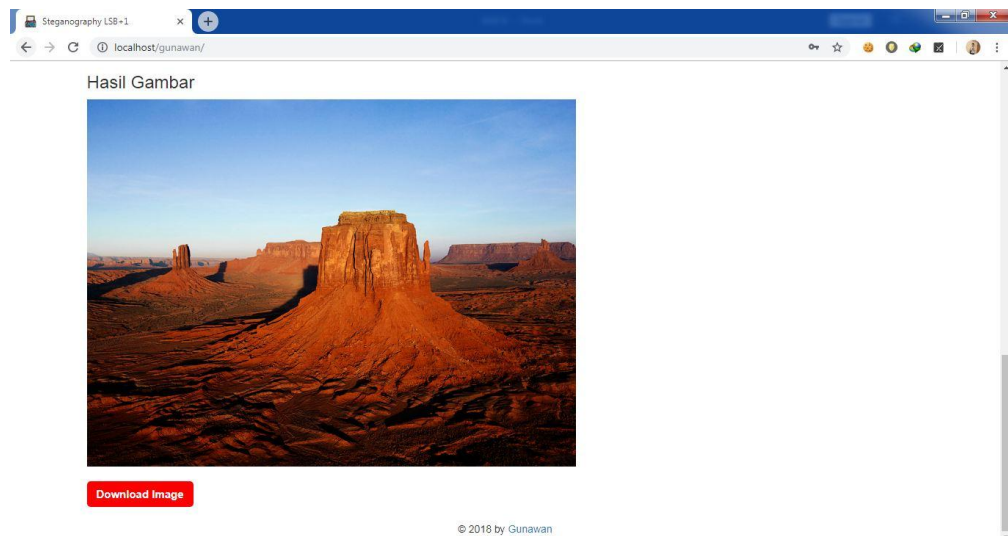 Steganography LSB+1
localhost/gunawan/
Hasil Gambar
Download Image
© 2018 by Gunawan